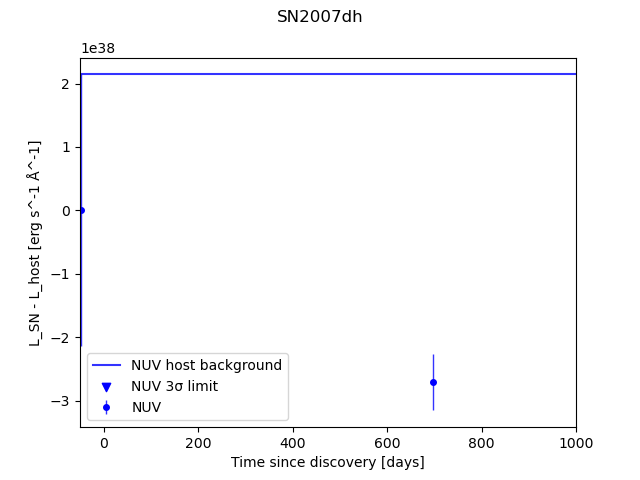 SN2007dh
1e38
2
1
0
−1
−2
−3
L_SN - L_host [erg s^-1 Å^-1]
NUV host background
NUV 3σ limit
NUV
0 200 400 600 800 1000
Time since discovery [days]